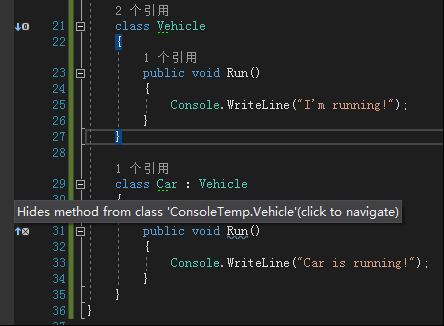 2 个引用
21 class Vehicle
22 {
1 个引用
23 public void Run()
24 {
25 Console.WriteLine("I'm running!");
26 }
27 }
28
1 个引用
29 class Car : Vehicle
Hides method from class 'ConsoleTemp.Vehicle'(click to navigate)
31 public void Run()
32 {
33 Console.WriteLine("Car is running!");
34 }
35 }
36 }